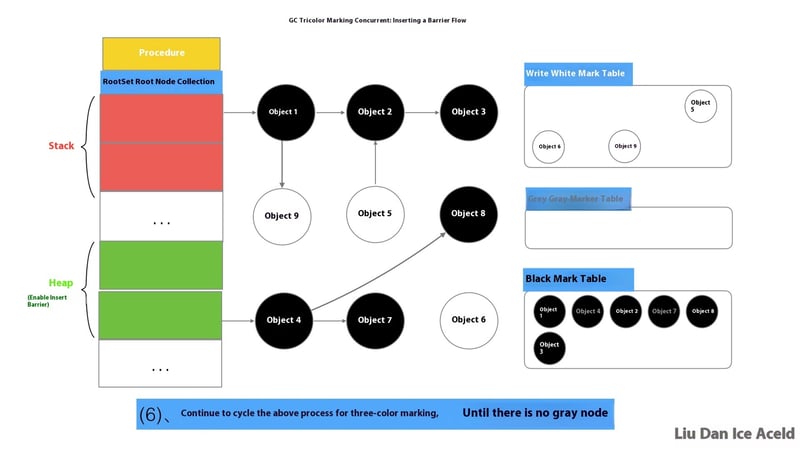 GC Tricolor Marking Concurrent: Inserting a Barrier Flow
Procedure
RootSet Root Node Collection
Stack
...
Heap
(Enable Insert
Barrier)
...
Object 1
Object 2
Object 3
Object 9
Object 5
Object 8
Object 4
Object 7
Object 6
Write White Mark Table
Object
5
Object 6
Object 9
Grey Gray-Marker Table
Black Mark Table
Object
1
Object 4
Object 2
Object 7
Object 8
Object
3
(6)、 Continue to cycle the above process for three-color marking, Until there is no gray node
Liu Dan Ice Aceld